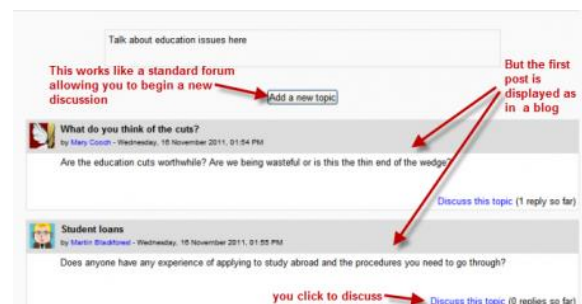 Talk about education issues here
This works like a standard forum
allowing you to begin a new
discussion
Add a new topic
But the first
post is
displayed as
in a blog
What do you think of the cuts?
by Mary Cooch - Wednesday, 16 November 2011, 01:54 PM
Are the education cuts worthwhile? Are we being wasteful or is this the thin end of the wedge?
Discuss this topic (1 reply so far)
Student loans
by Martin Blackforest - Wednesday, 16 November 2011, 01:55 PM
Does anyone have any experience of applying to study abroad and the procedures you need to go through?
you click to discuss
Discuss this topic (0 replies so far)